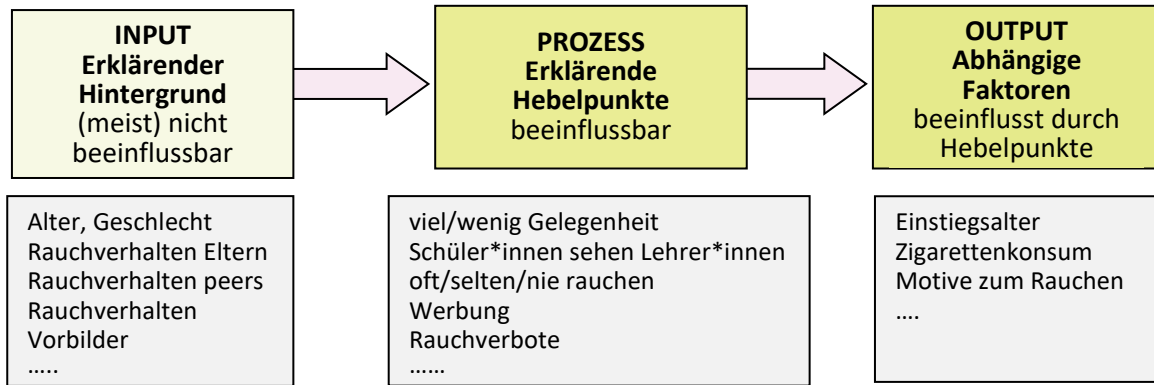 INPUT
Erklärender
Hintergrund
(meist) nicht
beeinflussbar
PROZESS
Erklärende
Hebelpunkte
beeinflussbar
OUTPUT
Abhängige
Faktoren
beeinflusst durch
Hebelpunkte
Alter, Geschlecht
Rauchverhalten Eltern
Rauchverhalten peers
Rauchverhalten
Vorbilder
…..
viel/wenig Gelegenheit
Schüler*innen sehen Lehrer*innen
oft/selten/nie rauchen
Werbung
Rauchverbote
……
Einstiegsalter
Zigarettenkonsum
Motive zum Rauchen
….